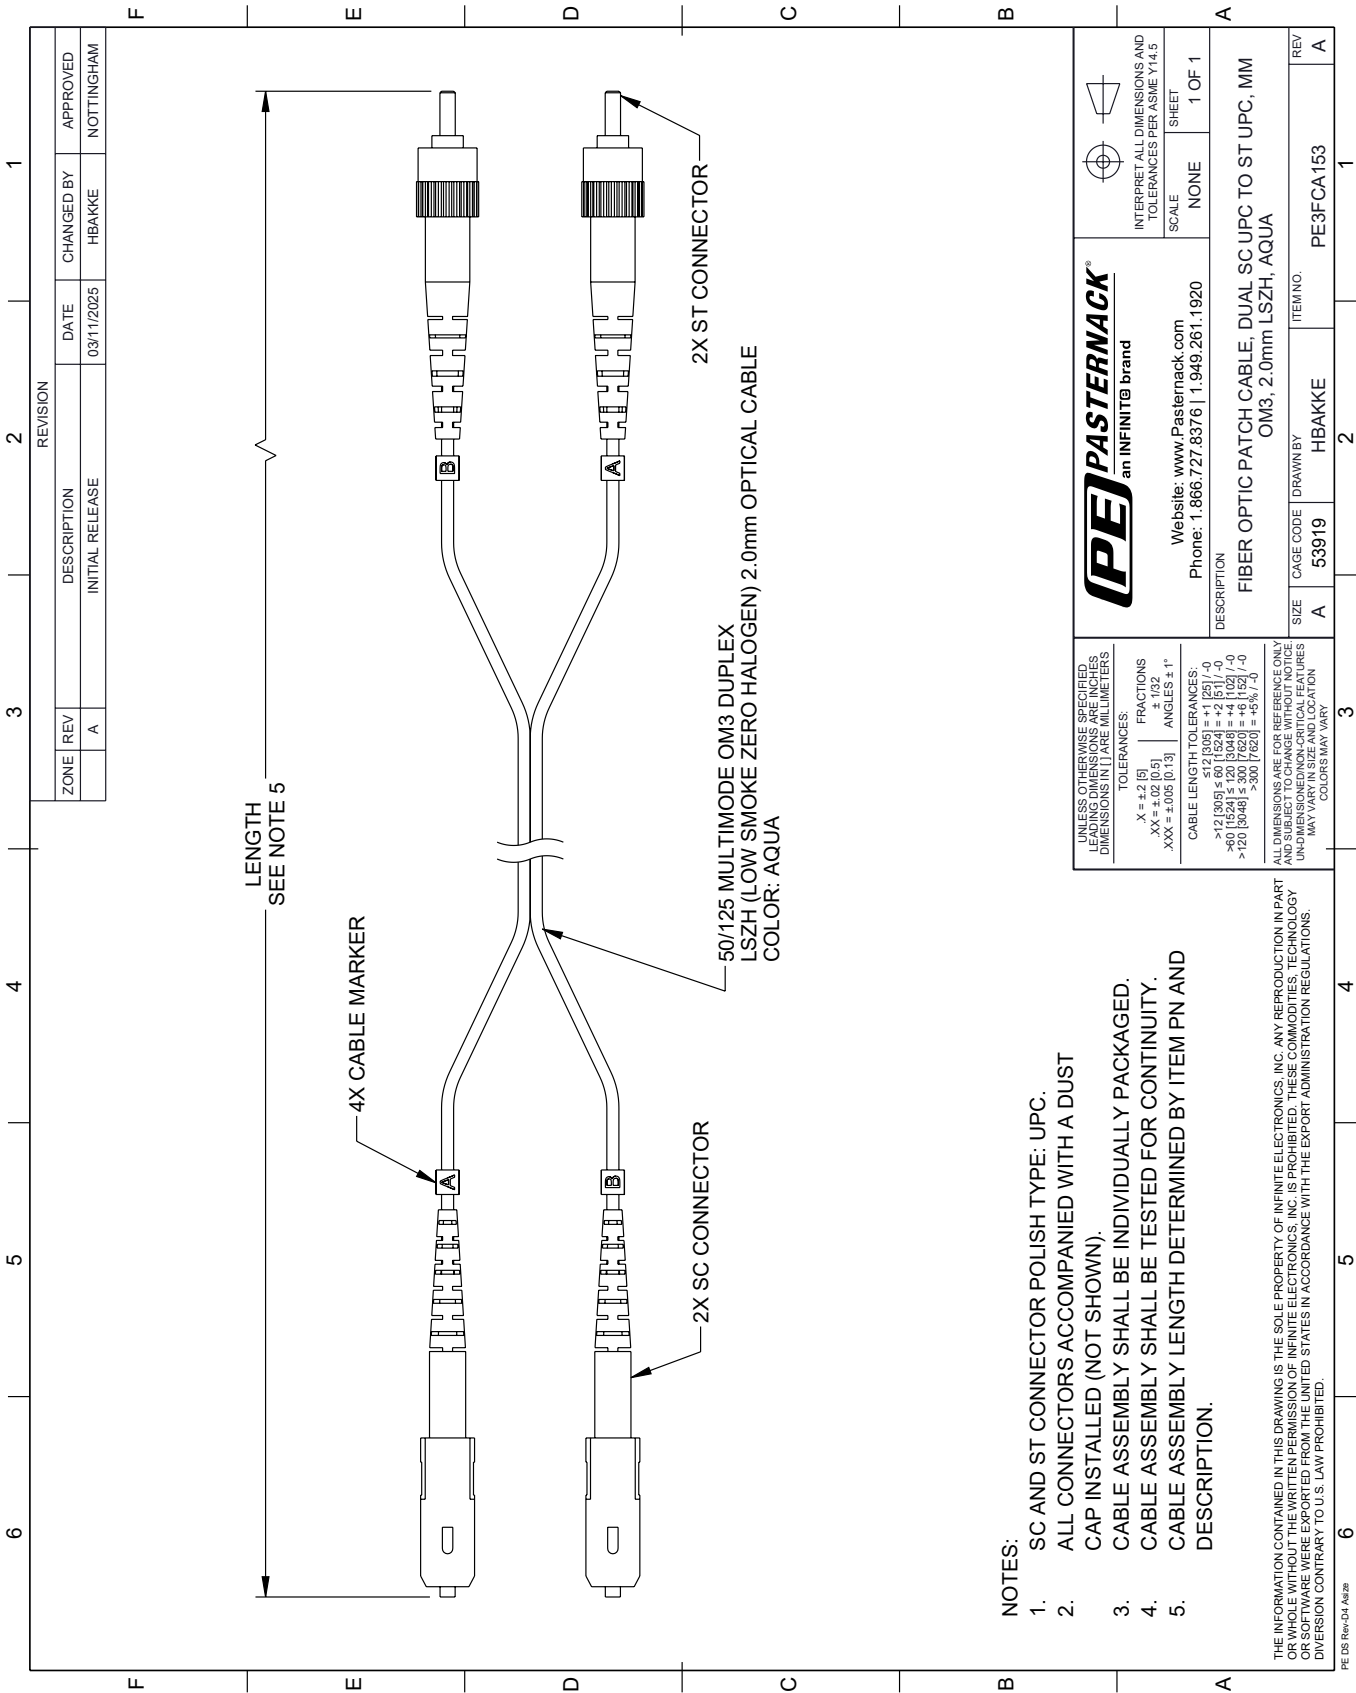 6
5
4
3
2
1
F
E
D
C
B
A
REVISION
ZONE REV DESCRIPTION DATE CHANGED BY APPROVED
A INITIAL RELEASE 03/11/2025 HBAKKE NOTTINGHAM
LENGTH
SEE NOTE 5
4X CABLE MARKER
A
B
B
A
2X SC CONNECTOR
2X ST CONNECTOR
50/125 MULTIMODE OM3 DUPLEX
LSZH (LOW SMOKE ZERO HALOGEN) 2.0mm OPTICAL CABLE
COLOR: AQUA
NOTES:
1. SC AND ST CONNECTOR POLISH TYPE: UPC.
2. ALL CONNECTORS ACCOMPANIED WITH A DUST
CAP INSTALLED (NOT SHOWN).
3. CABLE ASSEMBLY SHALL BE INDIVIDUALLY PACKAGED.
4. CABLE ASSEMBLY SHALL BE TESTED FOR CONTINUITY.
5. CABLE ASSEMBLY LENGTH DETERMINED BY ITEM PN AND
DESCRIPTION.
THE INFORMATION CONTAINED IN THIS DRAWING IS THE SOLE PROPERTY OF INFINITE ELECTRONICS, INC. ANY REPRODUCTION IN PART
OR WHOLE WITHOUT THE WRITTEN PERMISSION OF INFINITE ELECTRONICS, INC. IS PROHIBITED. THESE COMMODITIES, TECHNOLOGY
OR SOFTWARE WERE EXPORTED FROM THE UNITED STATES IN ACCORDANCE WITH THE EXPORT ADMINISTRATION REGULATIONS.
DIVERSION CONTRARY TO U.S. LAW PROHIBITED.
UNLESS OTHERWISE SPECIFIED
LEADING DIMENSIONS ARE INCHES
DIMENSIONS IN [ ] ARE MILLIMETERS
TOLERANCES:
.X = ±.2 [5]
.XX = ±.02 [0.5]
.XXX = ±.005 [0.13]
FRACTIONS
± 1/32
ANGLES ± 1°
CABLE LENGTH TOLERANCES:
≤12 [305] = +1 [25] / -0
>12 [305] ≤ 60 [1524] = +2 [51] / -0
>60 [1524] ≤ 120 [3048] = +4 [102] / -0
>120 [3048] ≤ 300 [7620] = +6 [152] / -0
>300 [7620] = +5% / -0
ALL DIMENSIONS ARE FOR REFERENCE ONLY
AND SUBJECT TO CHANGE WITHOUT NOTICE.
UN-DIMENSIONED/NON-CRITICAL FEATURES
MAY VARY IN SIZE AND LOCATION
COLORS MAY VARY
PE PASTERNACK®
an INFINIT® brand
Website: www.Pasternack.com
Phone: 1.866.727.8376 | 1.949.261.1920
INTERPRET ALL DIMENSIONS AND
TOLERANCES PER ASME Y14.5
SCALE
NONE
SHEET
1 OF 1
DESCRIPTION
FIBER OPTIC PATCH CABLE, DUAL SC UPC TO ST UPC, MM
OM3, 2.0mm LSZH, AQUA
SIZE
A
CAGE CODE
53919
DRAWN BY
HBAKKE
ITEM NO.
PE3FCA153
REV
A
F
E
D
C
B
A
6
5
4
3
2
1
PE DS Rev-D4 Asize